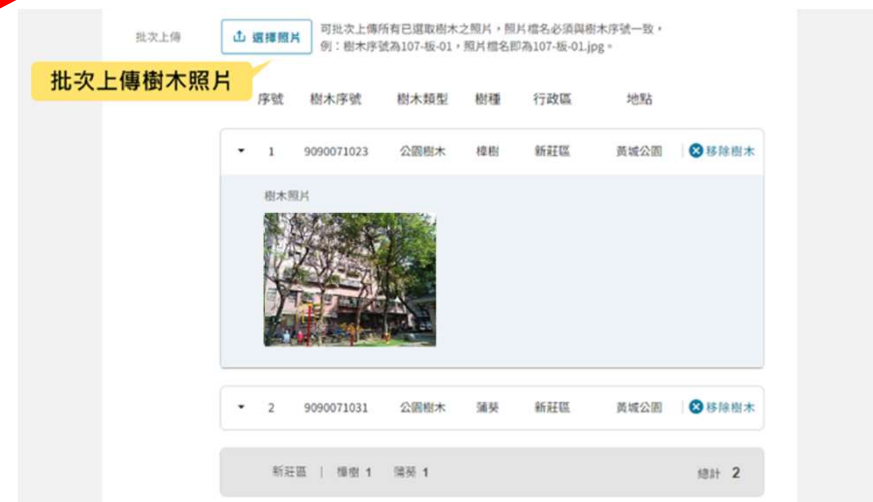 批次上傳
選擇照片
可批次上傳所有已選取樹木之照片，照片檔名必須與樹木序號一致，
例：樹木序號為107-板-01，照片檔名即為107-板-01.jpg。
批次上傳樹木照片
序號 樹木序號 樹木類型 樹種 行政區 地點
1 9090071023 公園樹木 樟樹 新莊區 黃城公園 移除樹木
樹木照片
2 9090071031 公園樹木 蒲葵 新莊區 黃城公園 移除樹木
新莊區 | 樟樹 1 蒲葵 1 總計 2